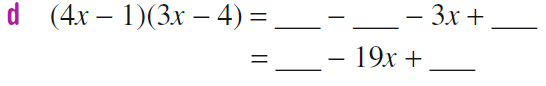 d (4x – 1)(3x – 4) = ___ – ___ – 3x + ___
= ___ – 19x + ___